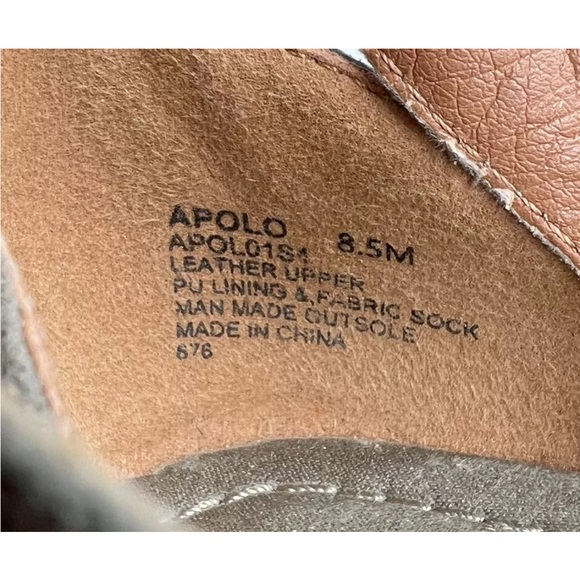 APOLO
APOL01S1 8.5M
LEATHER UPPER
PU LINING & FABRIC SOCK
MAN MADE OUTSOLE
MADE IN CHINA
676